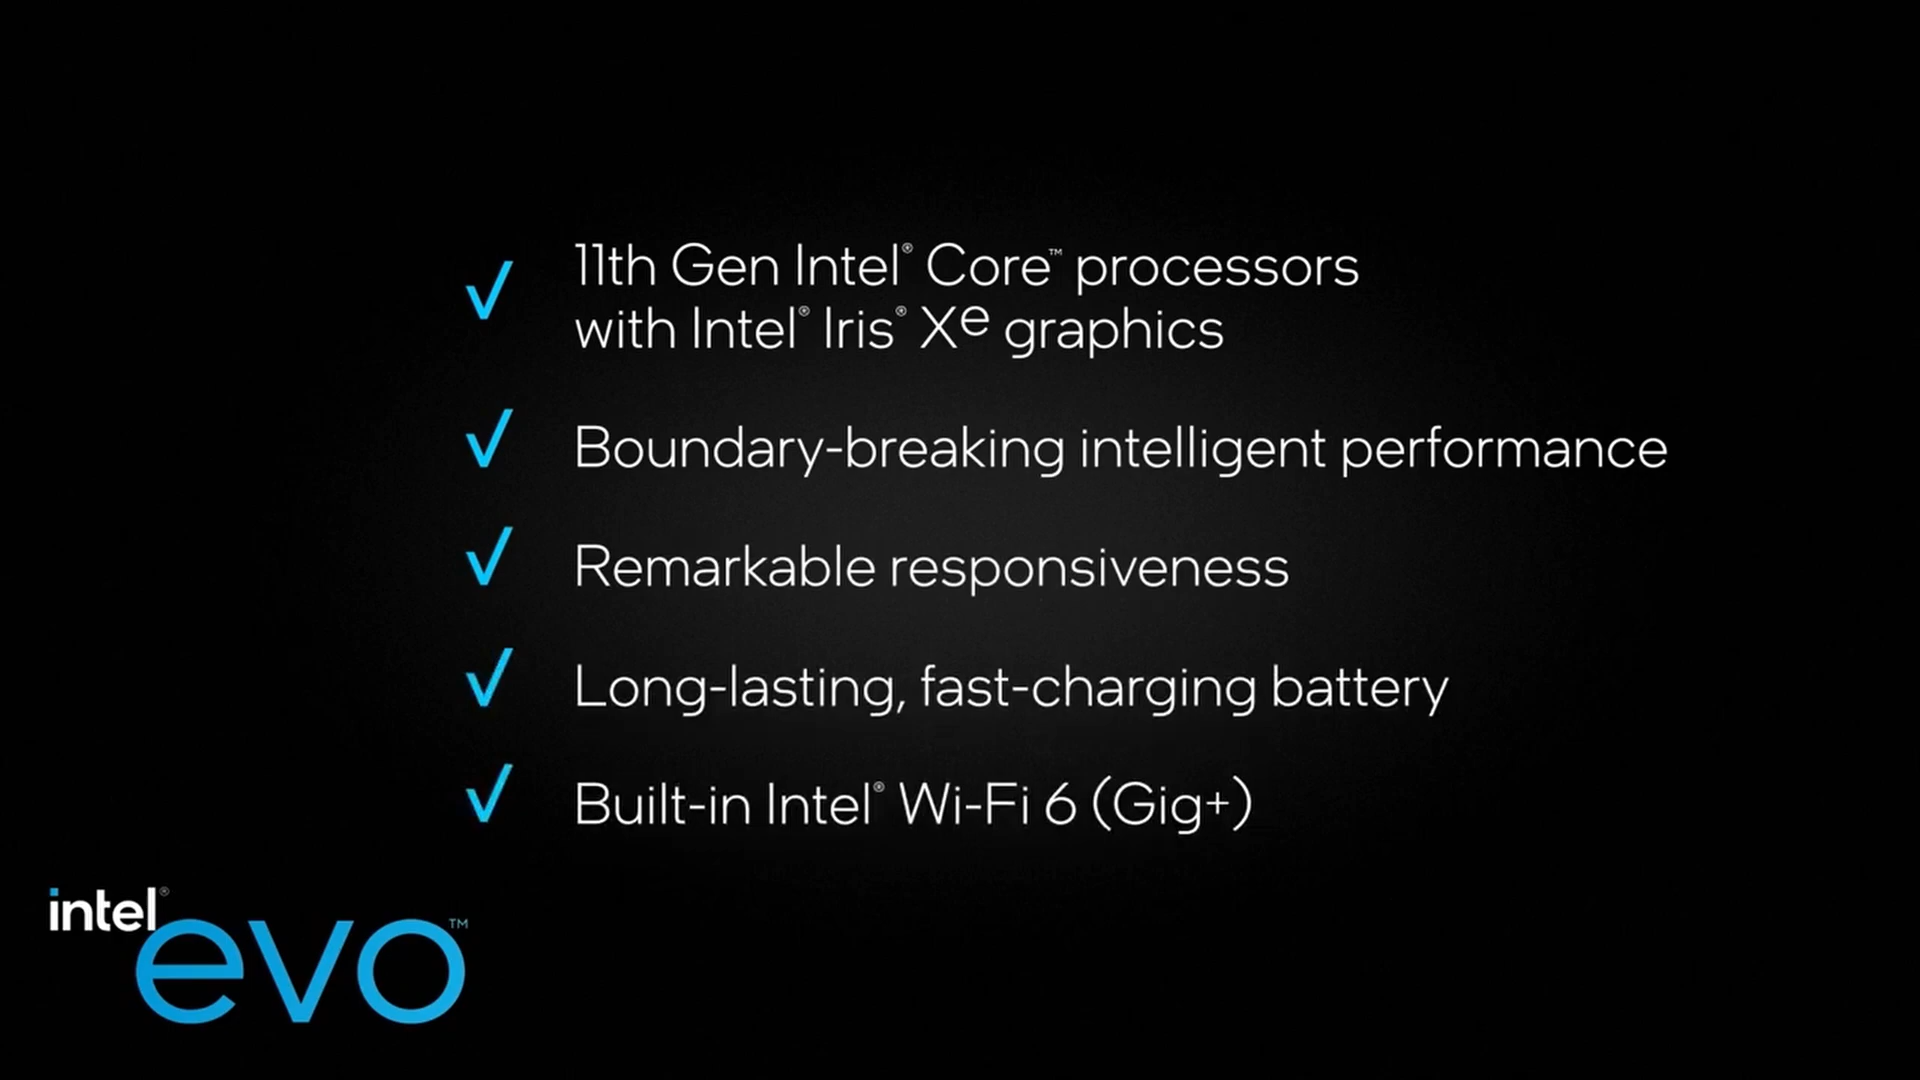 11th Gen Intel® Core™ processors
with Intel® Iris® Xe graphics
Boundary-breaking intelligent performance
Remarkable responsiveness
Long-lasting, fast-charging battery
Built-in Intel® Wi-Fi 6 (Gig+)
intel®
evo™